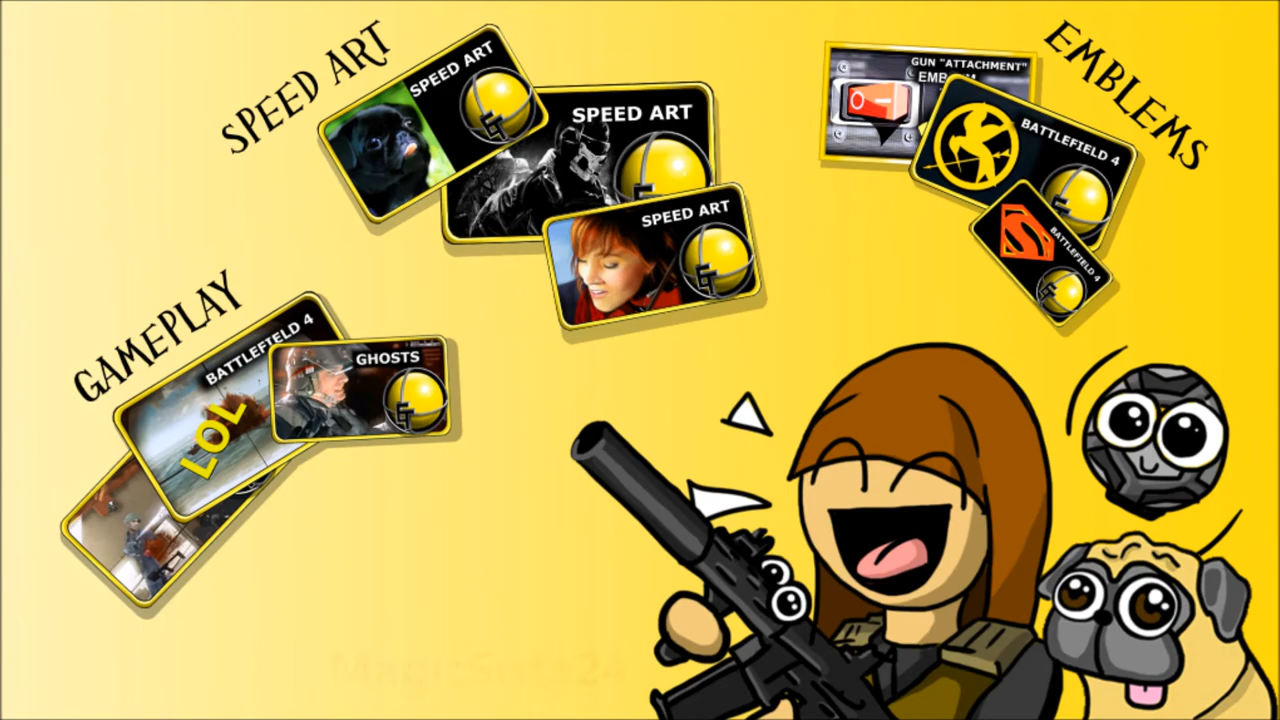 SPEED ART
SPEED ART
SPEED ART
SPEED ART
EMBLEMS
GUN "ATTACHMENT"
BATTLEFIELD 4
BATTLEFIELD 4
GAMEPLAY
BATTLEFIELD 4
LOL
GHOSTS